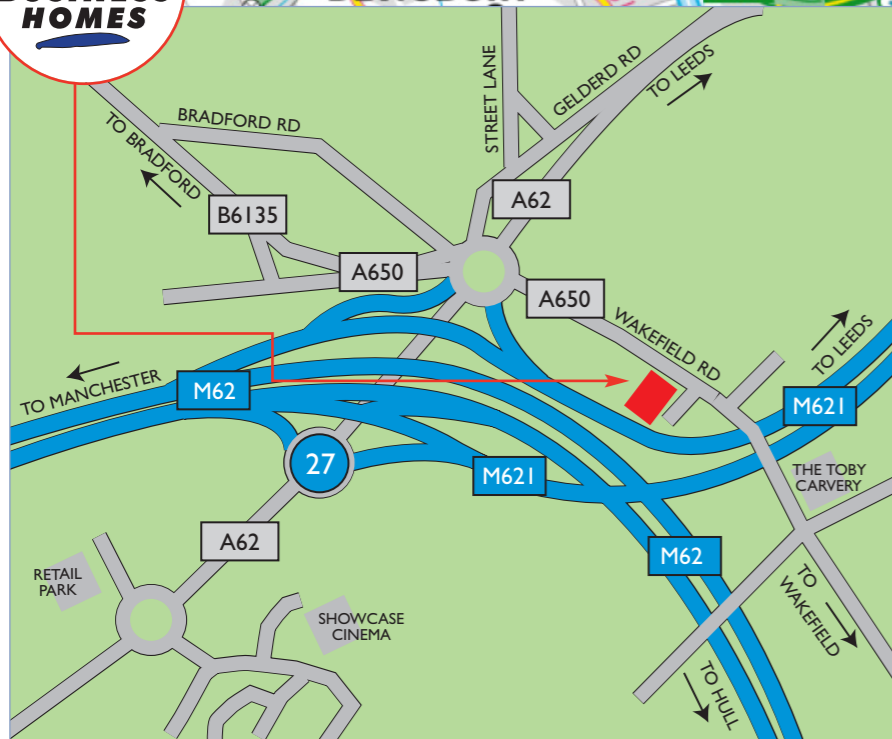 HOMES
STREET LANE
GELDERD RD
TO LEEDS
BRADFORD RD
TO BRADFORD
A62
B6135
A650
A650
WAKEFIELD RD
TO LEEDS
TO MANCHESTER
M62
M621
27
M621
THE TOBY
CARVERY
A62
M62
RETAIL
PARK
SHOWCASE
CINEMA
TO
WAKEFIELD
TO HULL